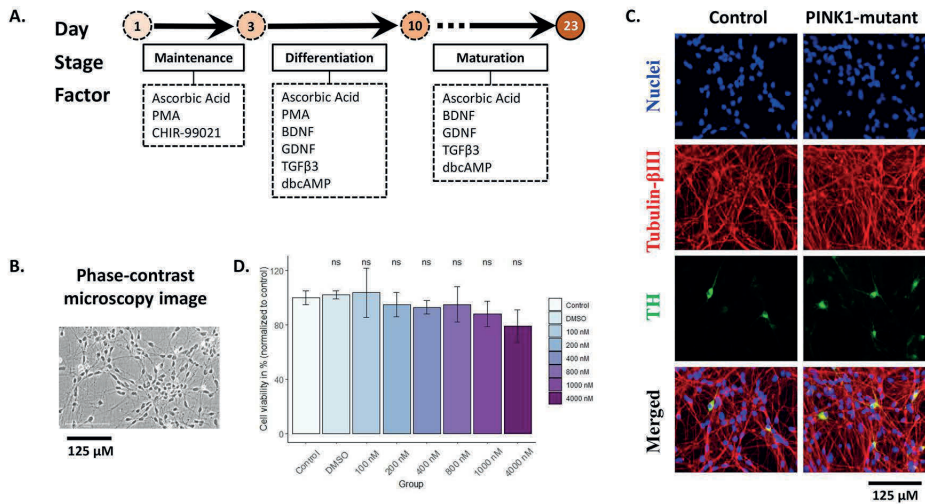 A.
Day
1
3
10
23
Stage
Maintenance
Differentiation
Maturation
Factor
Ascorbic Acid
PMA
CHIR-99021
Ascorbic Acid
PMA
BDNF
GDNF
TGFβ3
dbcAMP
Ascorbic Acid
BDNF
GDNF
TGFβ3
dbcAMP
B.
Phase-contrast
microscopy image
125 µM
C.
Control
PINK1-mutant
Nuclei
Tubulin-βIII
TH
Merged
125 µM
D.
Cell viability in % (normalized to control)
120
80
40
0
ns
ns
ns
ns
ns
ns
ns
Control
DMSO
100 nM
200 nM
400 nM
800 nM
1000 nM
4000 nM
Group
Control
DMSO
100 nM
200 nM
400 nM
800 nM
1000 nM
4000 nM